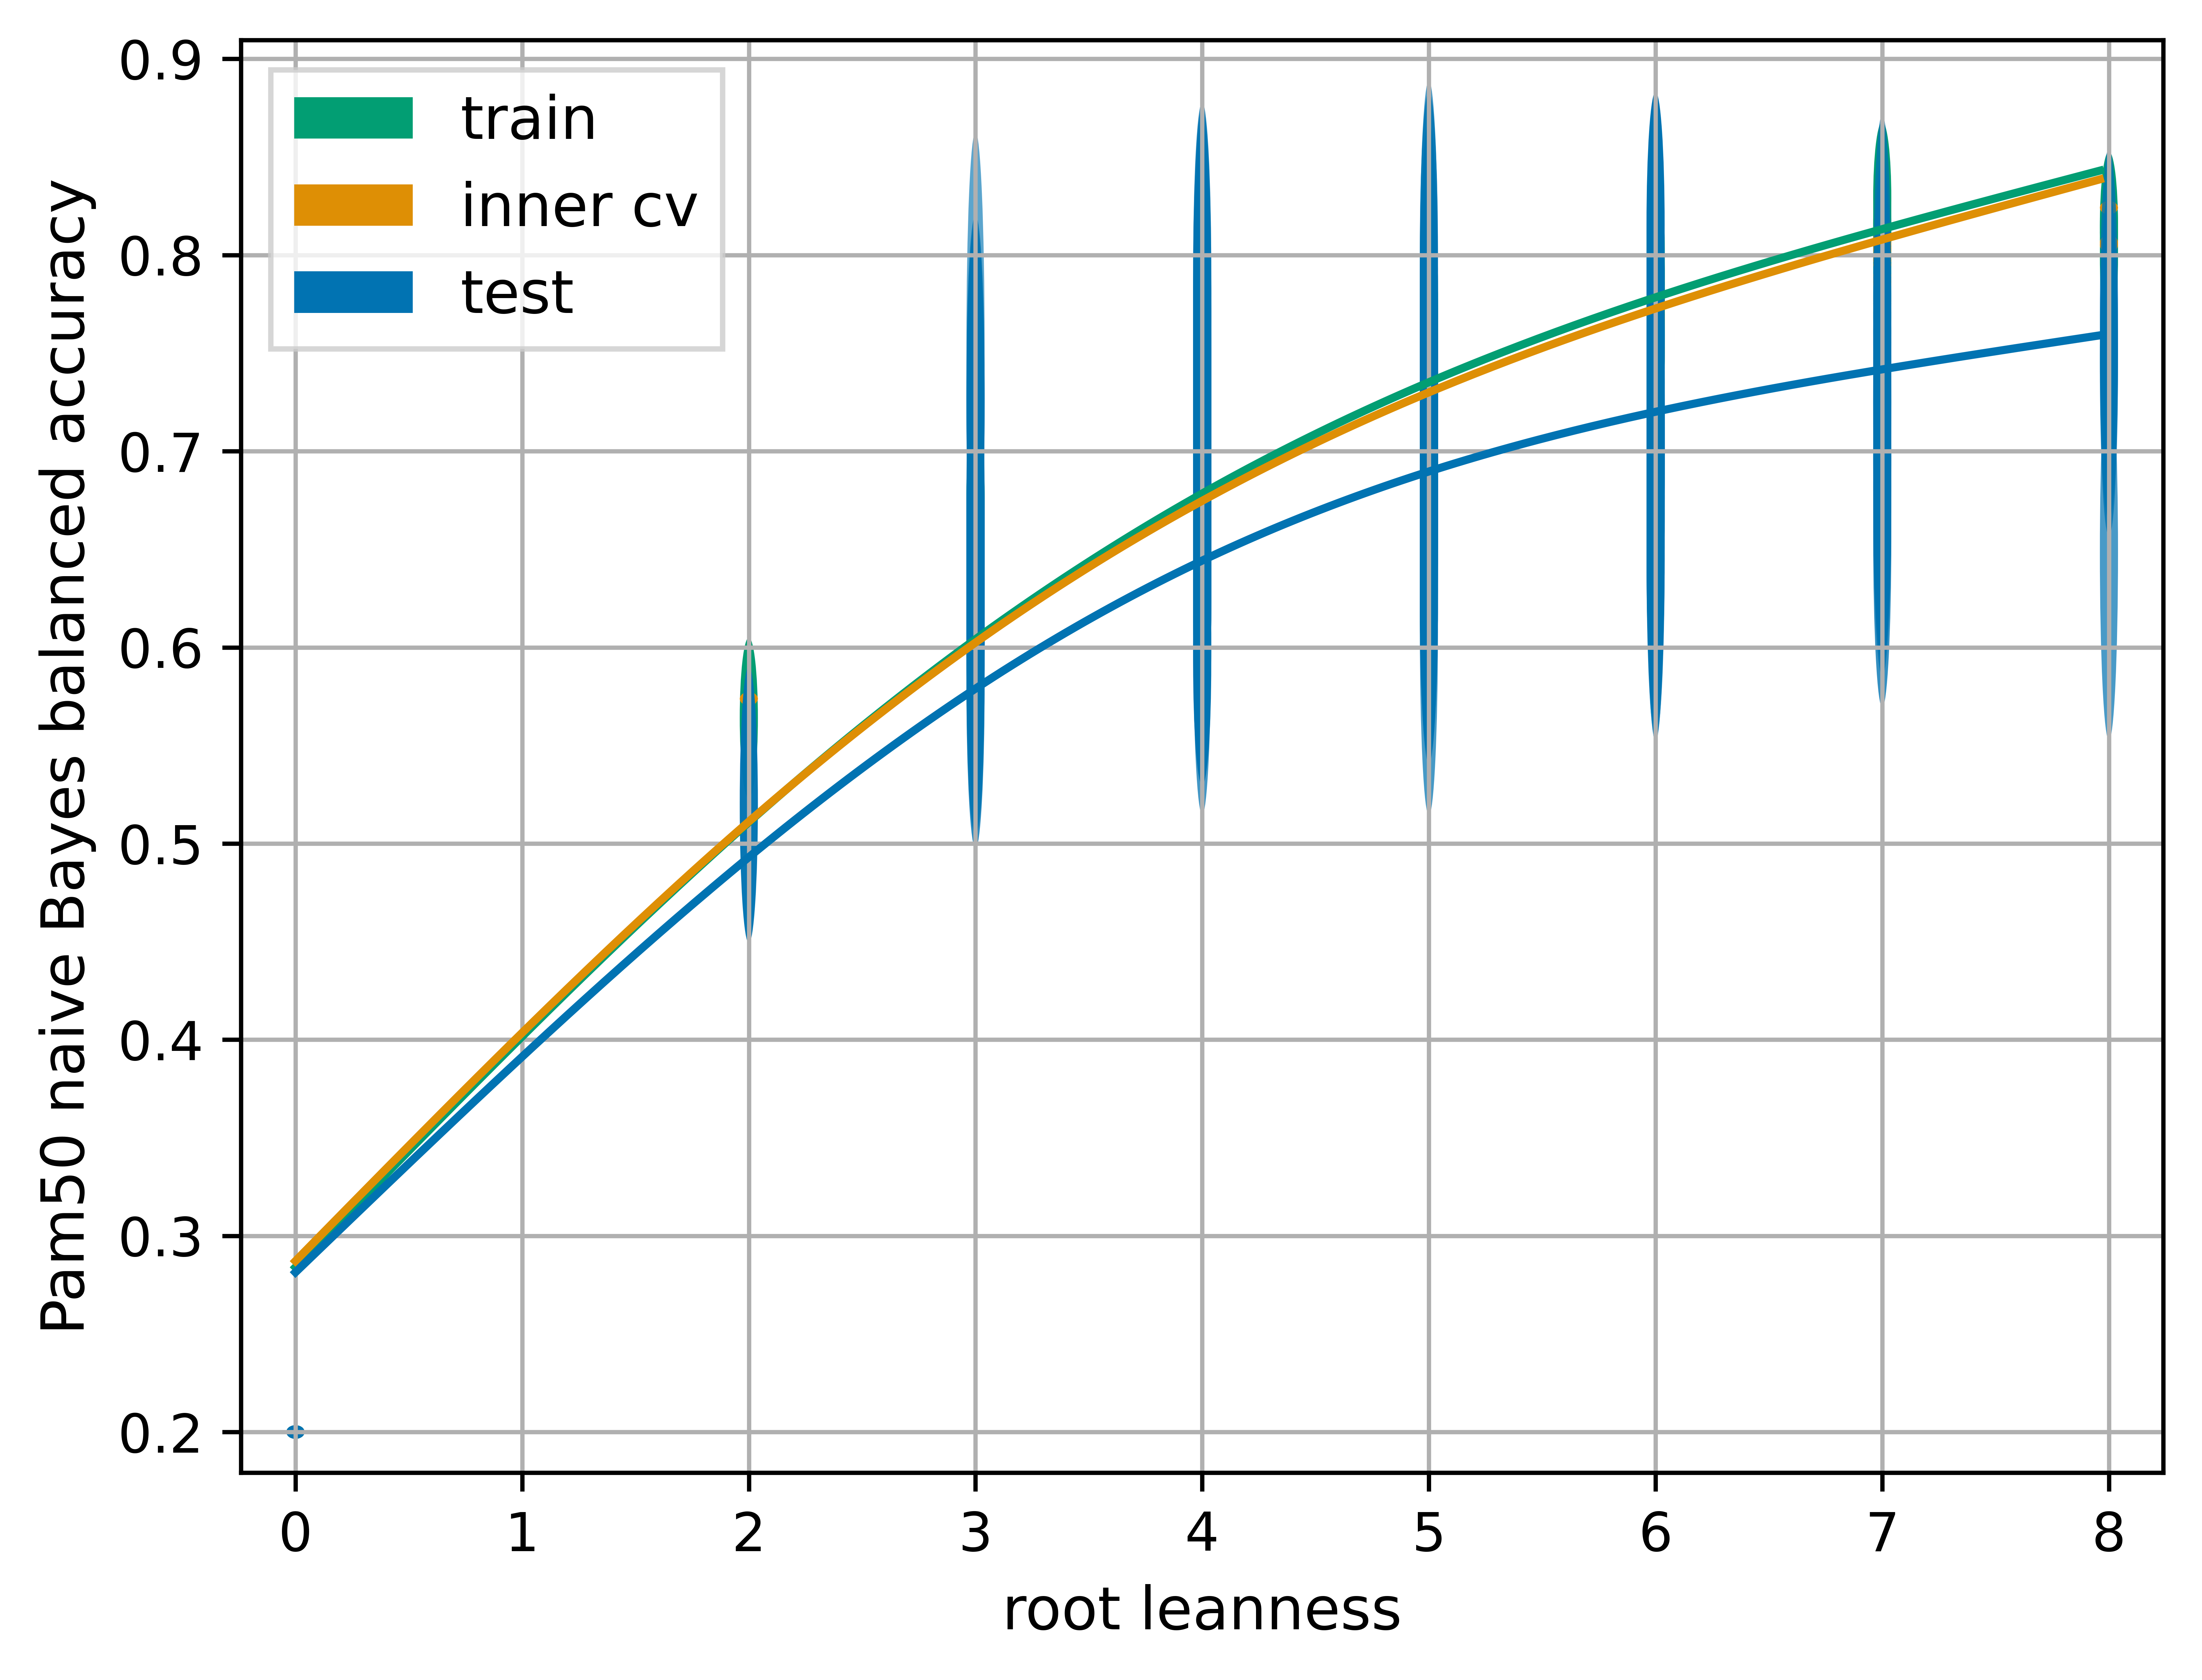 0.9
0.8
0.7
0.6
0.5
0.4
0.3
0.2
Pam50 naive Bayes balanced accuracy
train
inner cv
test
0 1 2 3 4 5 6 7 8
root leanness